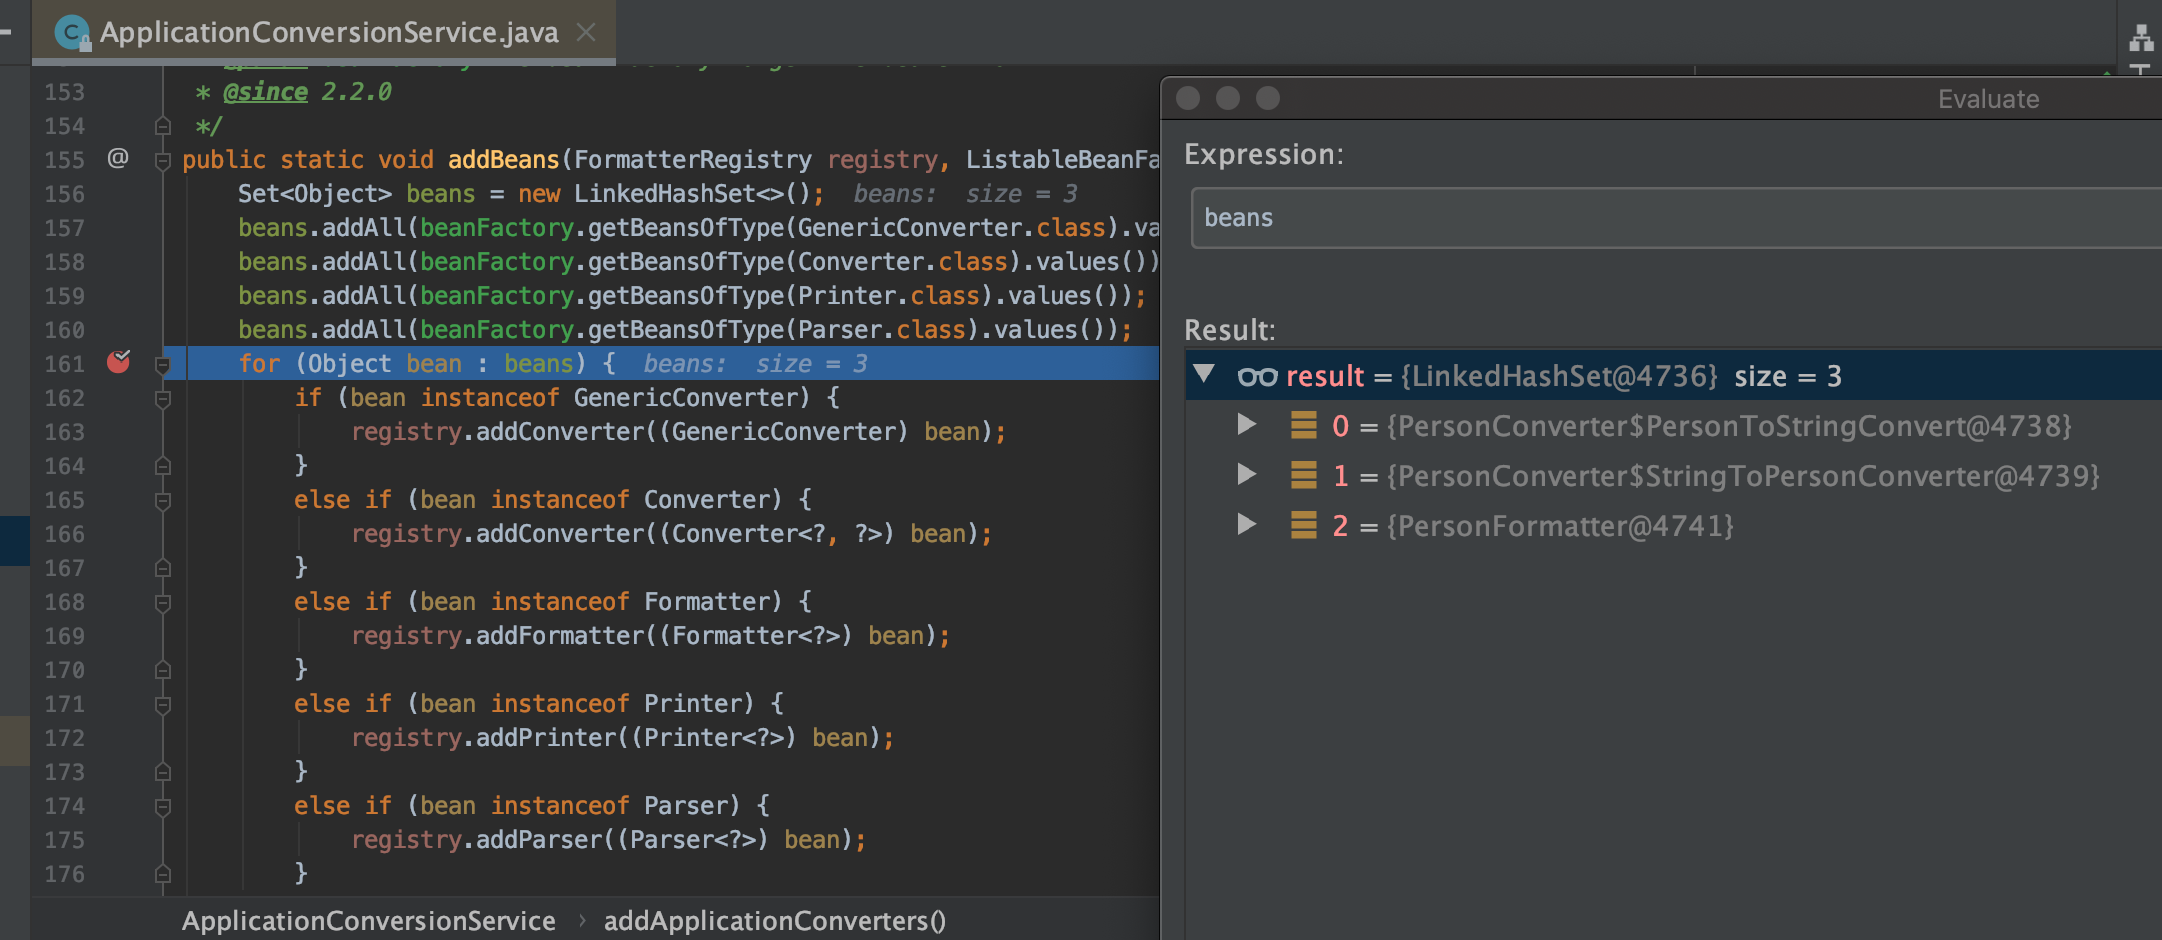 ApplicationConversionService.java
153 * @since 2.2.0
154 */
155 @ public static void addBeans(FormatterRegistry registry, ListableBeanFa
156 Set<Object> beans = new LinkedHashSet<>(); beans: size = 3
157 beans.addAll(beanFactory.getBeansOfType(GenericConverter.class).va
158 beans.addAll(beanFactory.getBeansOfType(Converter.class).values())
159 beans.addAll(beanFactory.getBeansOfType(Printer.class).values());
160 beans.addAll(beanFactory.getBeansOfType(Parser.class).values());
161 for (Object bean : beans) { beans: size = 3
162 if (bean instanceof GenericConverter) {
163 registry.addConverter((GenericConverter) bean);
164 }
165 else if (bean instanceof Converter) {
166 registry.addConverter((Converter<?, ?>) bean);
167 }
168 else if (bean instanceof Formatter) {
169 registry.addFormatter((Formatter<?>) bean);
170 }
171 else if (bean instanceof Printer) {
172 registry.addPrinter((Printer<?>) bean);
173 }
174 else if (bean instanceof Parser) {
175 registry.addParser((Parser<?>) bean);
176 }
ApplicationConversionService › addApplicationConverters()
Evaluate
Expression:
beans
Result:
result = {LinkedHashSet@4736} size = 3
0 = {PersonConverter$PersonToStringConvert@4738}
1 = {PersonConverter$StringToPersonConverter@4739}
2 = {PersonFormatter@4741}